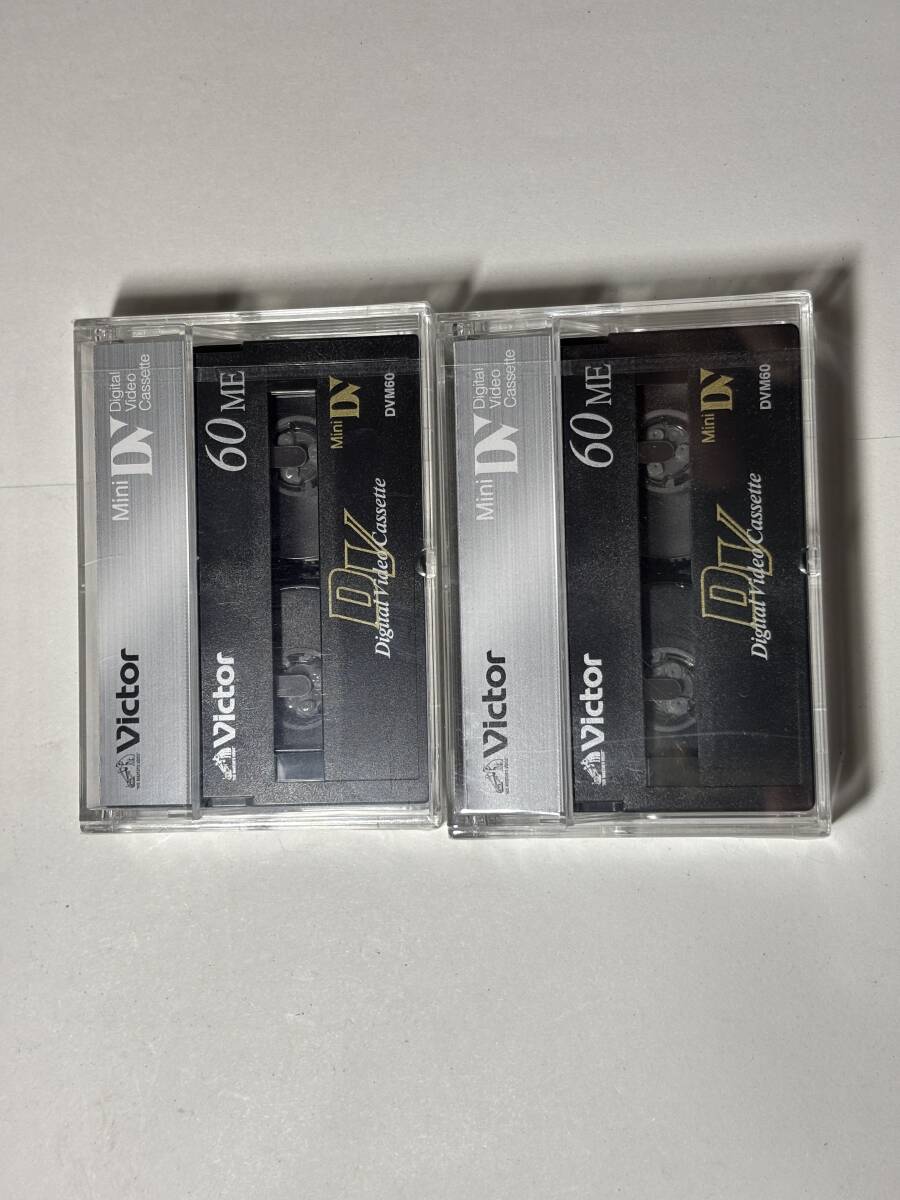 Victor
Mini DV Digital
Video
Cassette
Victor
60 ME
Mini DV
DV
Digital Video Cassette
DVM60
Victor
Mini DV Digital
Video
Cassette
Victor
60 ME
Mini DV
DV
Digital Video Cassette
DVM60